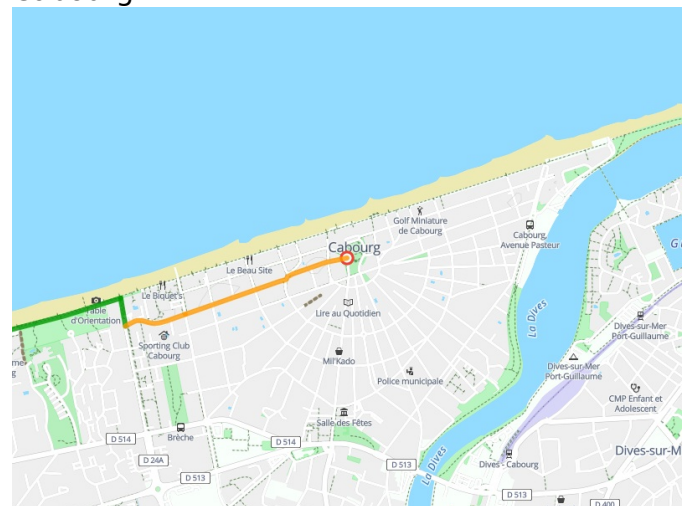 Golf Miniature
de Cabourg
Cabourg
Cabourg,
Avenue Pasteur
Le Beau Site
Le Biquet's
Table
d'Orientation
Lire au Quotidien
La Dives
Dives-sur-Mer
Port-Guillaume
Sporting Club
Cabourg
Mil'Kado
Police municipale
Dives-sur-Mer
Port-Guillaume
CMP Enfant et
Adolescent
Salle des Fêtes
Brèche
D 514
D 514
Dives-sur-M
D 24A
D 513
La Dives
Dives - Cabourg
D 513
D 513
D 400